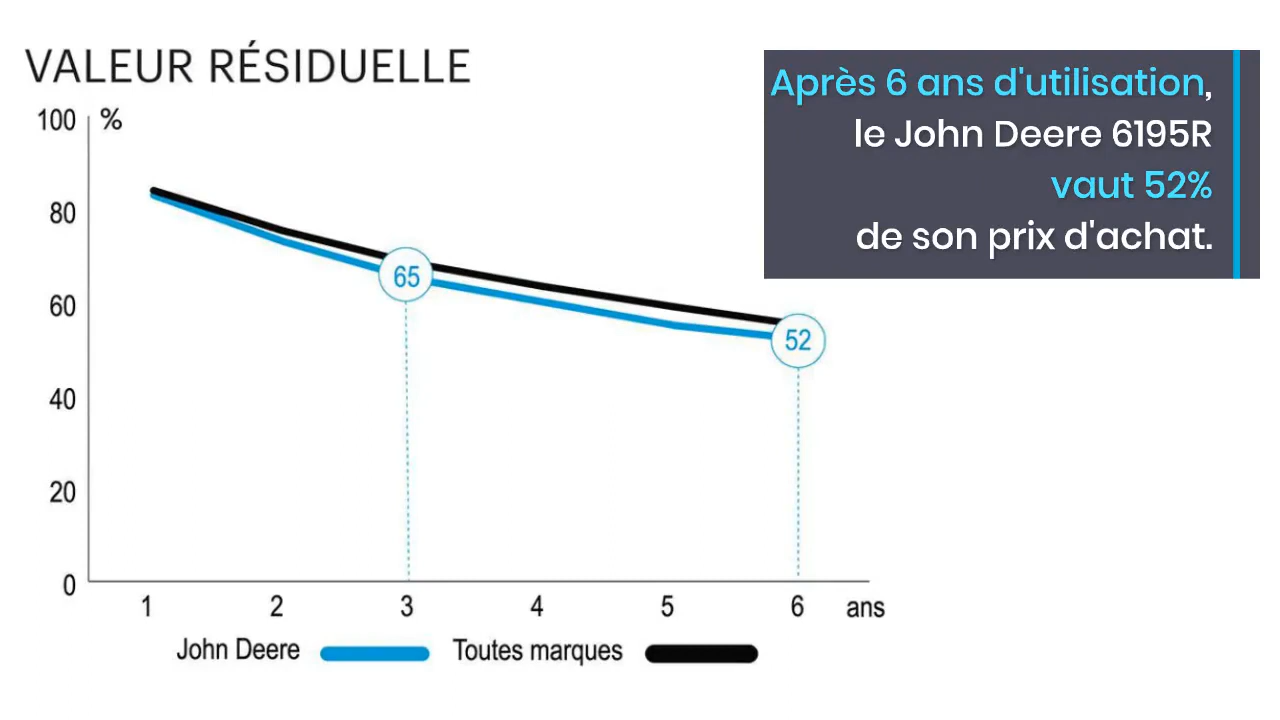 VALEUR RÉSIDUELLE
Après 6 ans d'utilisation,
le John Deere 6195R
vaut 52%
de son prix d'achat.
100 %
80
60
40
20
0
65
52
1 2 3 4 5 6 ans
John Deere Toutes marques